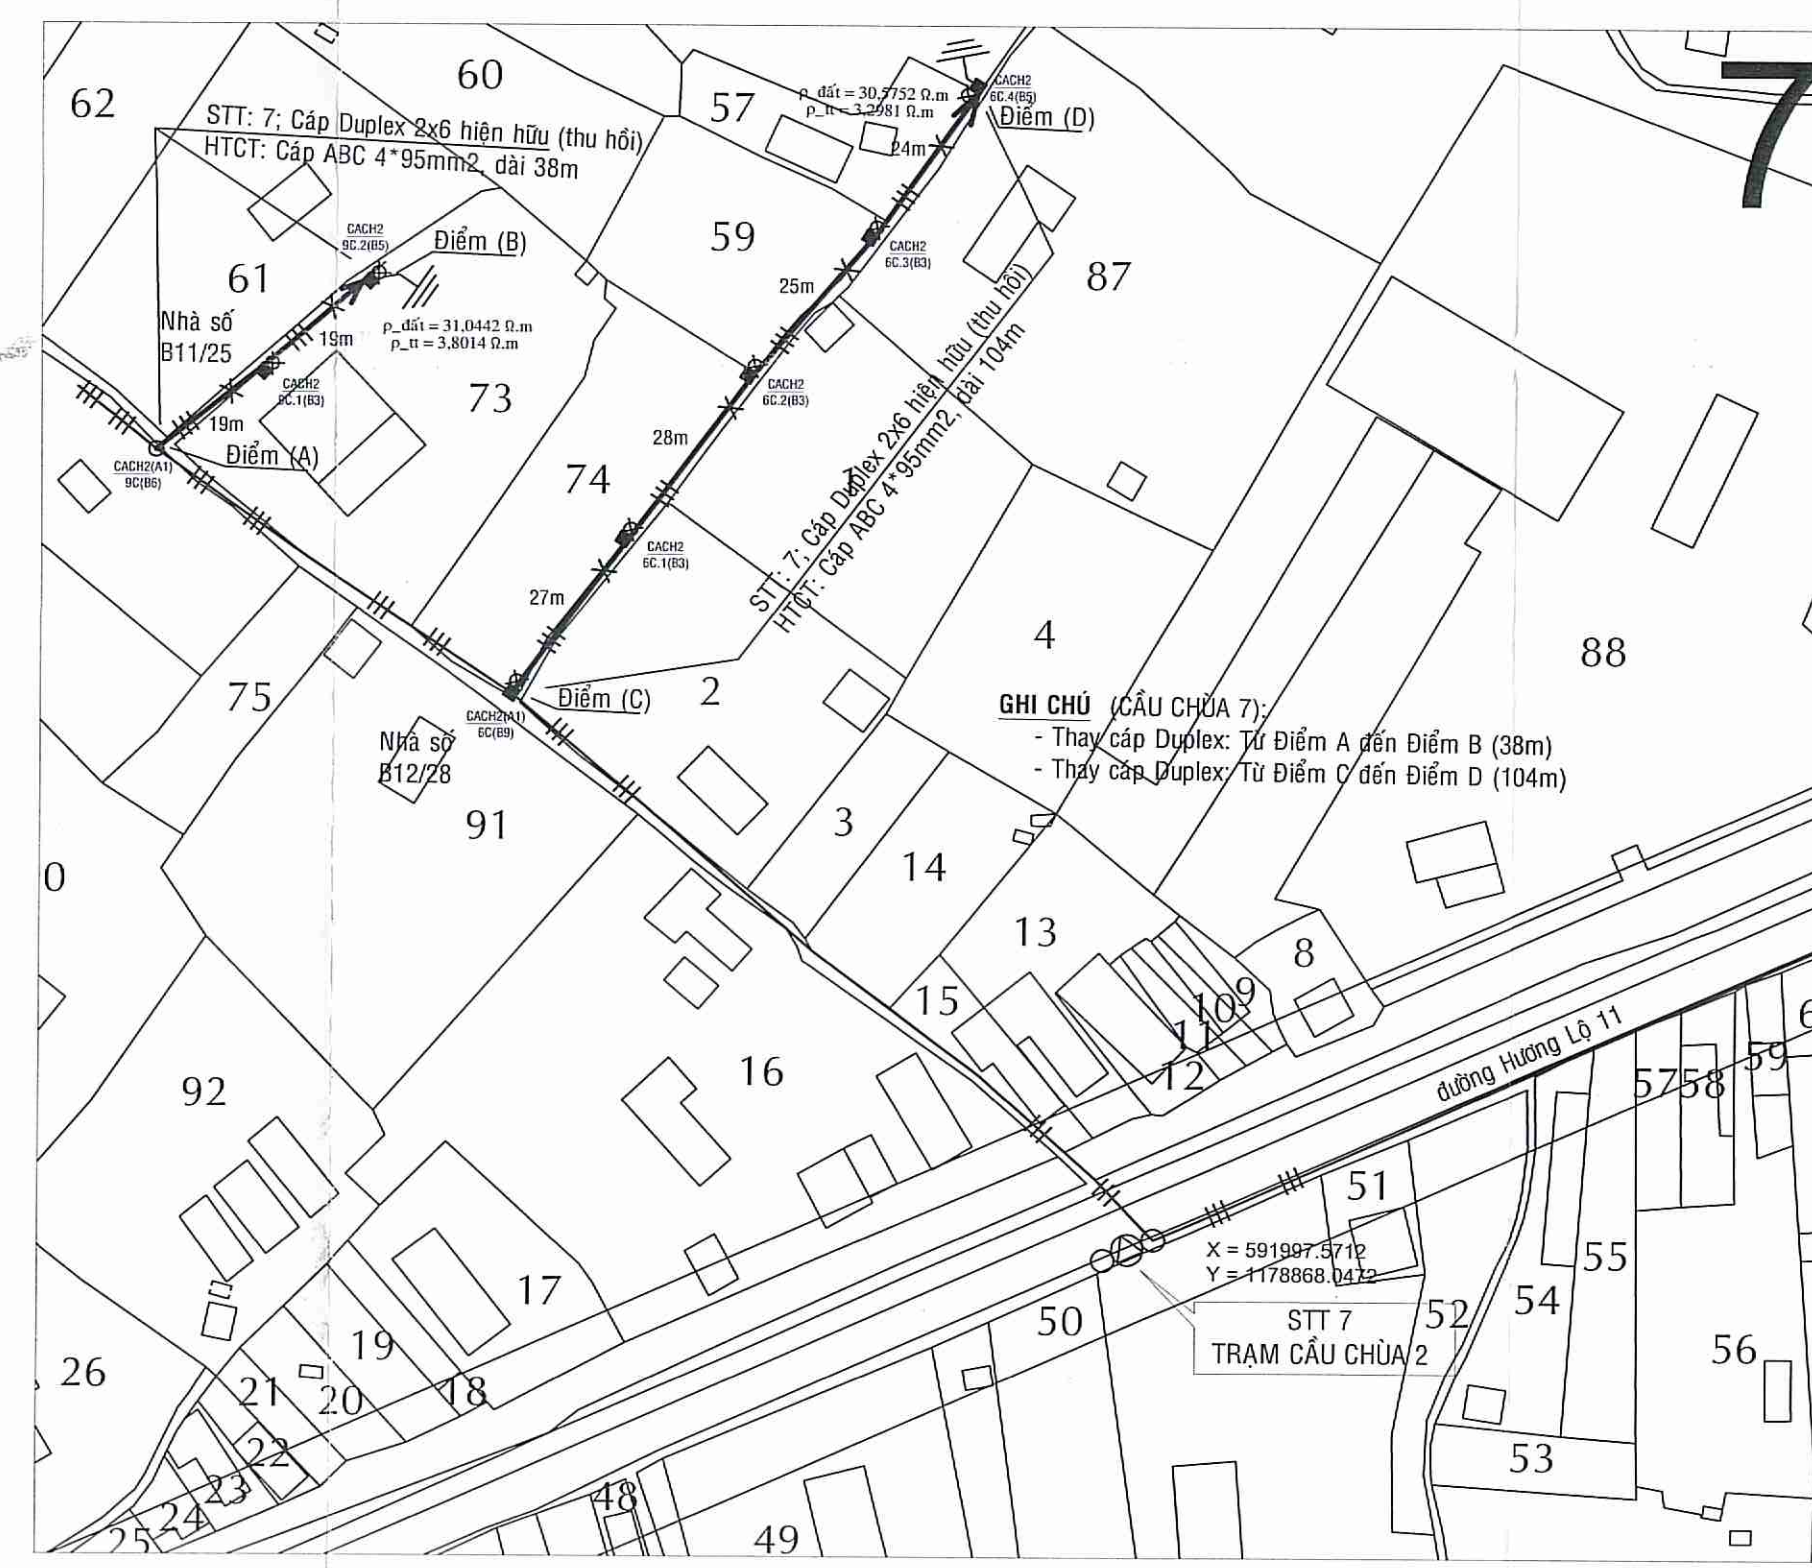 7
62
60
57
STT: 7; Cáp Duplex 2x6 hiện hữu (thu hồi)
HTCT: Cáp ABC 4*95mm2, dài 38m
ρ_đất = 30,5752 Ω.m
ρ_tt = 3,2981 Ω.m
CACH2
6C.4(B5)
Điểm (D)
24m
CACH2
9C.2(B5)
Điểm (B)
59
CACH2
6C.3(B3)
61
25m
87
Nhà số
B11/25
19m
ρ_đất = 31,0442 Ω.m
ρ_tt = 3,8014 Ω.m
CACH2
9C.1(B3)
73
CACH2
6C.2(B3)
19m
28m
Điểm (A)
CACH2(A1)
9C(B6)
74
1
STT: 7; Cáp Duplex 2x6 hiện hữu (thu hồi)
HTCT: Cáp ABC 4*95mm2, dài 104m
CACH2
6C.1(B3)
27m
4
88
75
Điểm (C)
2
CACH2(A1)
6C(B9)
GHI CHÚ (CẦU CHÙA 7):
- Thay cáp Duplex: Từ Điểm A đến Điểm B (38m)
- Thay cáp Duplex: Từ Điểm C đến Điểm D (104m)
Nhà số
B12/28
91
3
14
0
13
8
15
9
10
11
12
16
92
đường Hương Lộ 11
6
59
57
58
51
X = 591997.5712
Y = 1178868.0472
55
54
17
50
STT 7
TRẠM CẦU CHÙA 2
52
56
19
26
21
20
18
22
53
23
48
24
25
49